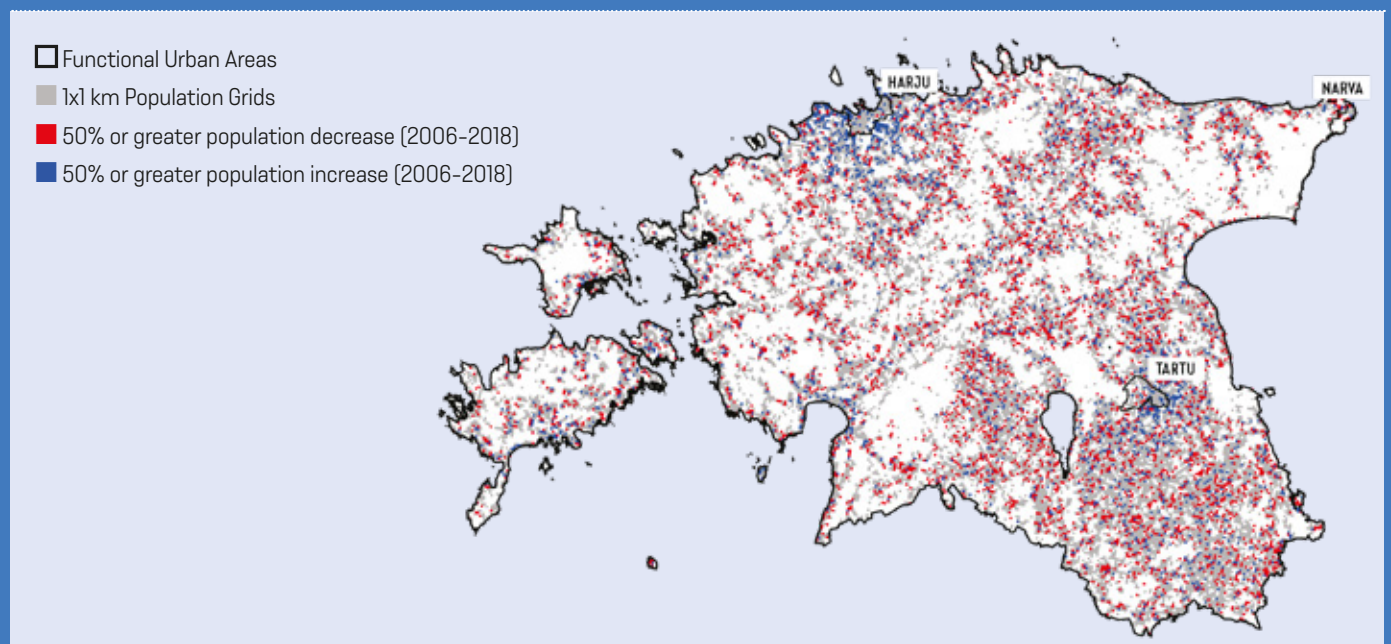 Functional Urban Areas
1x1 km Population Grids
50% or greater population decrease (2006-2018)
50% or greater population increase (2006-2018)
HARJU
NARVA
TARTU